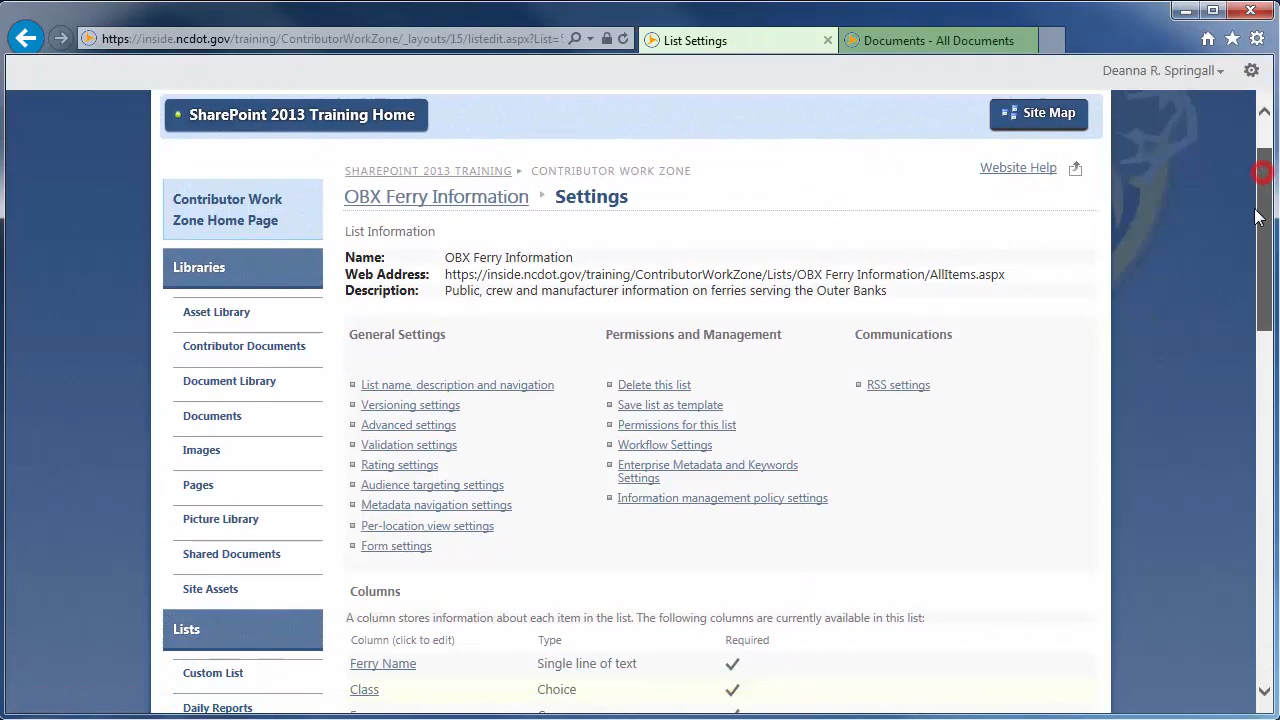 https://inside.ncdot.gov/training/ContributorWorkZone/_layouts/15/listedit.aspx?List=
List Settings
Documents - All Documents
Deanna R. Springall
SharePoint 2013 Training Home
Site Map
SHAREPOINT 2013 TRAINING ▸ CONTRIBUTOR WORK ZONE
Website Help
OBX Ferry Information ▸ Settings
Contributor Work
Zone Home Page
Libraries
Asset Library
Contributor Documents
Document Library
Documents
Images
Pages
Picture Library
Shared Documents
Site Assets
Lists
Custom List
Daily Reports
List Information
Name: OBX Ferry Information
Web Address: https://inside.ncdot.gov/training/ContributorWorkZone/Lists/OBX Ferry Information/AllItems.aspx
Description: Public, crew and manufacturer information on ferries serving the Outer Banks
General Settings
List name, description and navigation
Versioning settings
Advanced settings
Validation settings
Rating settings
Audience targeting settings
Metadata navigation settings
Per-location view settings
Form settings
Permissions and Management
Delete this list
Save list as template
Permissions for this list
Workflow Settings
Enterprise Metadata and Keywords
Settings
Information management policy settings
Communications
RSS settings
Columns
A column stores information about each item in the list. The following columns are currently available in this list:
Column (click to edit) Type Required
Ferry Name Single line of text ✓
Class Choice ✓